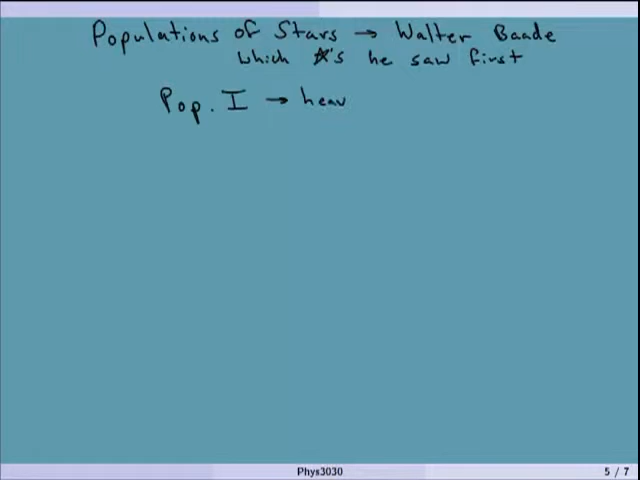 Populations of Stars → Walter Baade
which ☆'s he saw first
Pop. I → heav
Phys3030
5 / 7